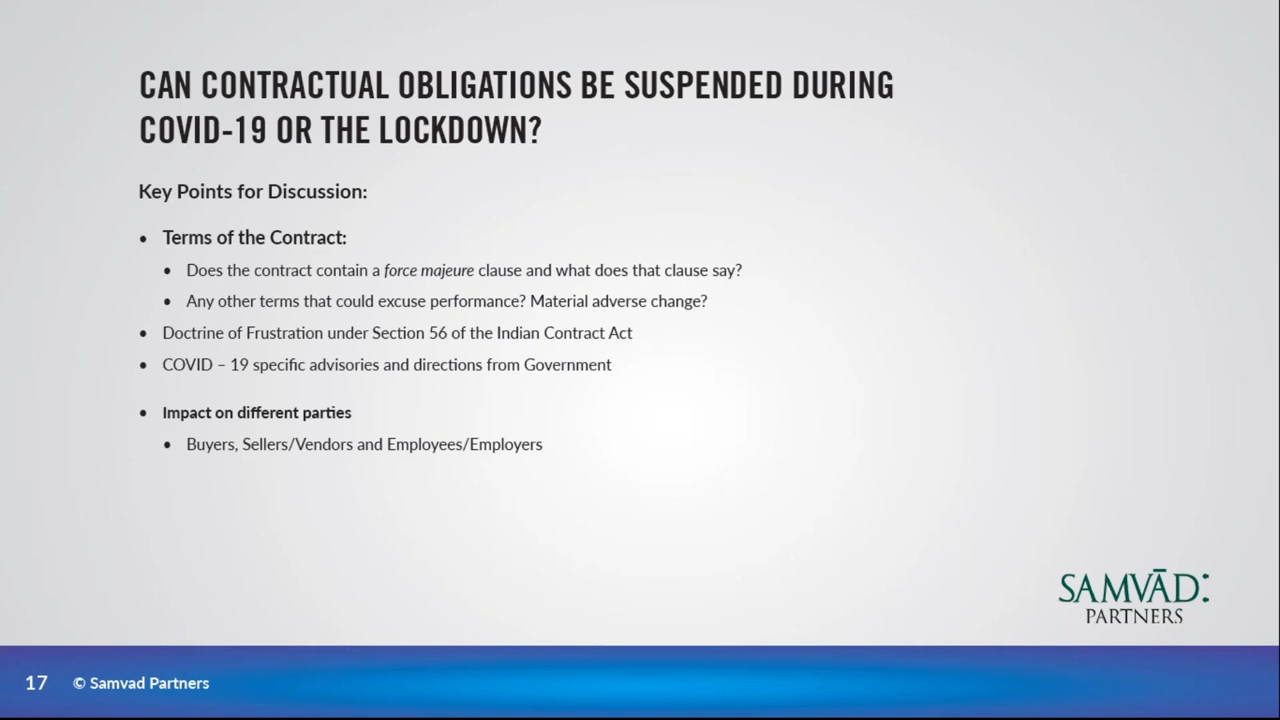 CAN CONTRACTUAL OBLIGATIONS BE SUSPENDED DURING
COVID-19 OR THE LOCKDOWN?
Key Points for Discussion:
• Terms of the Contract:
• Does the contract contain a force majeure clause and what does that clause say?
• Any other terms that could excuse performance? Material adverse change?
• Doctrine of Frustration under Section 56 of the Indian Contract Act
• COVID – 19 specific advisories and directions from Government
• Impact on different parties
• Buyers, Sellers/Vendors and Employees/Employers
SAMVĀD:
PARTNERS
17 © Samvad Partners